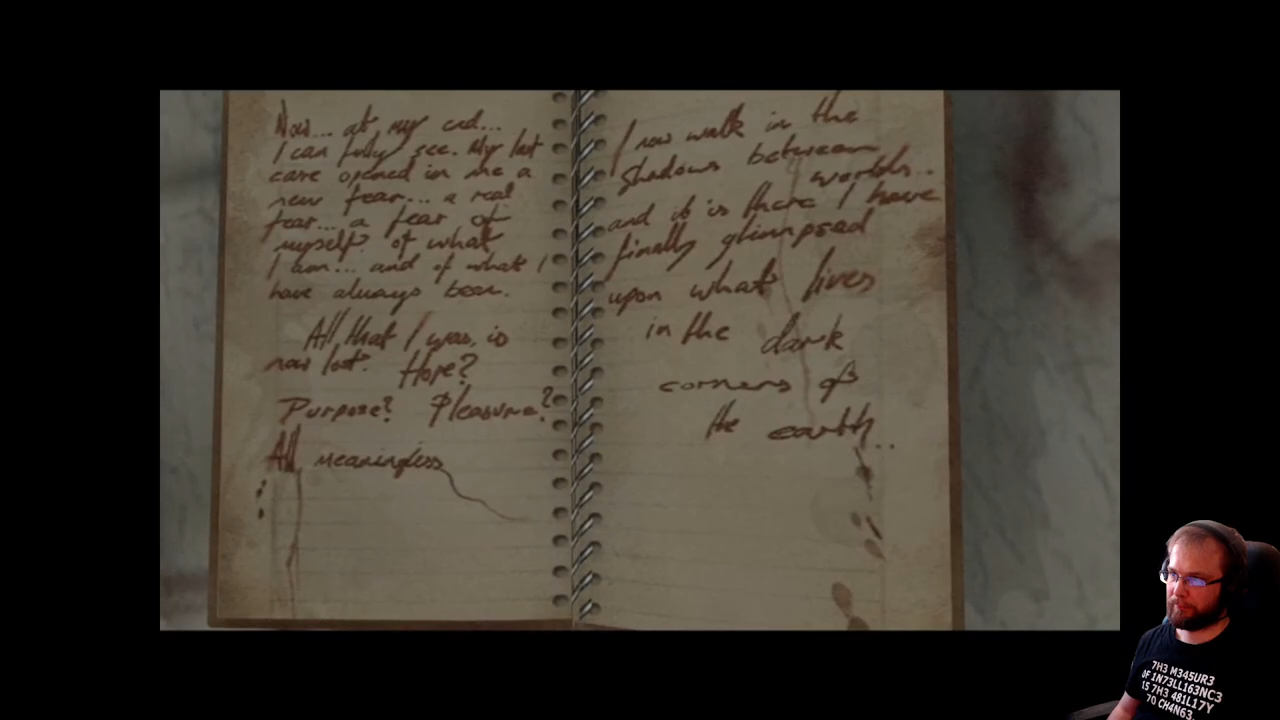 Now... at my end...
I can fully see. My last
case opened in me a
new fear... a real
fear... a fear of
myself? of what
I am... and of what I
have always been.
All that I was, is
now lost. Hope?
Purpose? Pleasure?
All meaningless
I now walk in the
shadows between
worlds...
and it is there I have
finally glimpsed
upon what lives
in the dark
corners of
the earth...
7H3 M345UR3
0F 1N73LL163NC3
15 7H3 481L17Y
70 CH4N63